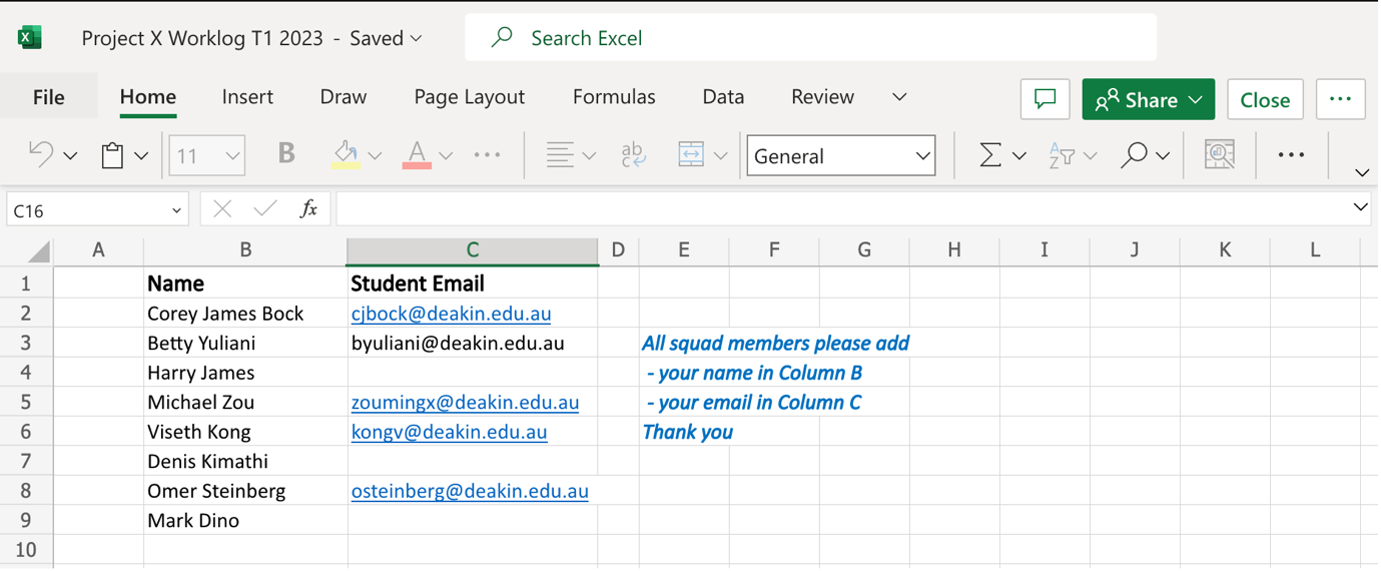 Project X Worklog T1 2023 - Saved
Search Excel
File Home Insert Draw Page Layout Formulas Data Review
Share Close ...
11 B A ... ab c General Σ A Z ...
C16 fx
A B C D E F G H I J K L
1 Name Student Email
2 Corey James Bock cjbock@deakin.edu.au
3 Betty Yuliani byuliani@deakin.edu.au All squad members please add
4 Harry James - your name in Column B
5 Michael Zou zoumingx@deakin.edu.au - your email in Column C
6 Viseth Kong kongv@deakin.edu.au Thank you
7 Denis Kimathi
8 Omer Steinberg osteinberg@deakin.edu.au
9 Mark Dino
10